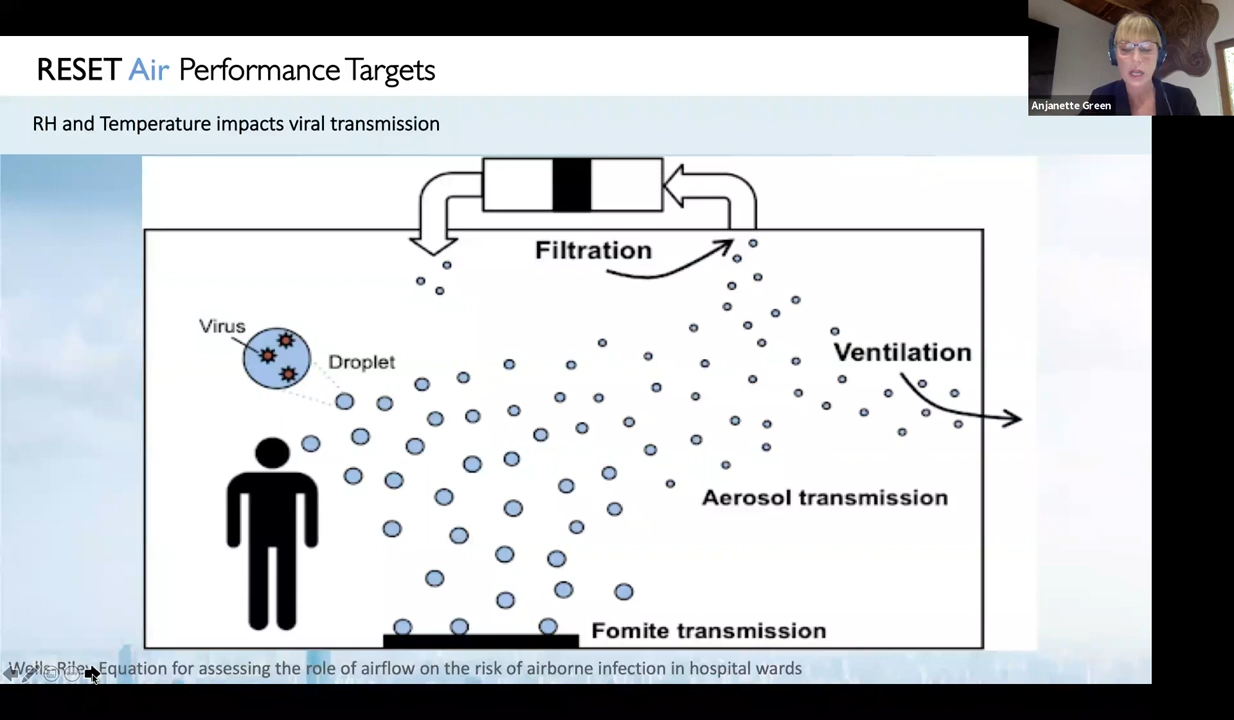 RESET Air Performance Targets
Anjanette Green
RH and Temperature impacts viral transmission
Filtration
Virus
Droplet
Ventilation
Aerosol transmission
Fomite transmission
Wells-Riley Equation for assessing the role of airflow on the risk of airborne infection in hospital wards